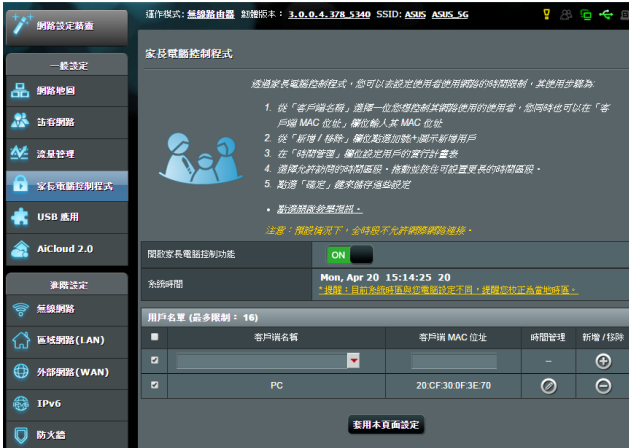 網路設定精靈
運作模式：無線路由器 韌體版本：3.0.0.4.378_5340 SSID: ASUS ASUS_5G
一般設定
網路地圖
訪客網路
流量管理
家長電腦控制程式
USB 應用
AiCloud 2.0
進階設定
無線網路
區域網路(LAN)
外部網路(WAN)
IPv6
防火牆
家長電腦控制程式
透過家長電腦控制程式，您可以去設定使用者使用網路的時間限制，其使用步驟為:
1. 從「客戶端名稱」選擇一位您想控制其網路使用的使用者，您同時也可以在「客
戶端 MAC 位址」欄位輸入其 MAC 位址
2. 從「新增 / 移除」欄位點選加號+展示新增用戶
3. 在「時間管理」欄位設定用戶的實行計畫表
4. 選擇允許訪問的時間區段。拖動並按住可設置更長的時間區段。
5. 點選「確定」鍵來儲存這些設定
• 點選開啟教學視訊。
注意：預設情況下，全時段不允許網際網路連接。
開啟家長電腦控制功能 ON
系統時間 Mon, Apr 20 15:14:25 20
*提醒：目前系統時區與您電腦設定不同，提醒您校正為當地時區。
用戶名單 (最多限制： 16)
客戶端名稱 客戶端 MAC 位址 時間管理 新增 / 移除
–
PC 20:CF:30:0F:3E:70
套用本頁面設定